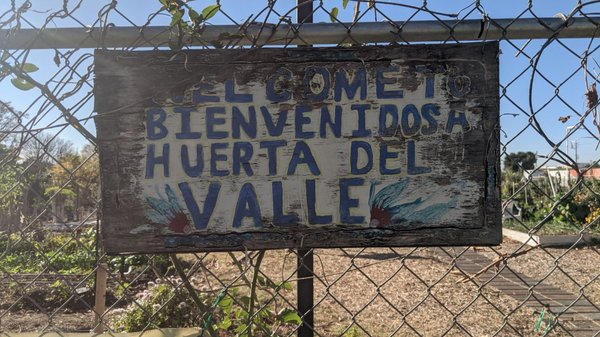 WELCOME TO
BIENVENIDOS A
HUERTA DEL
VALLE